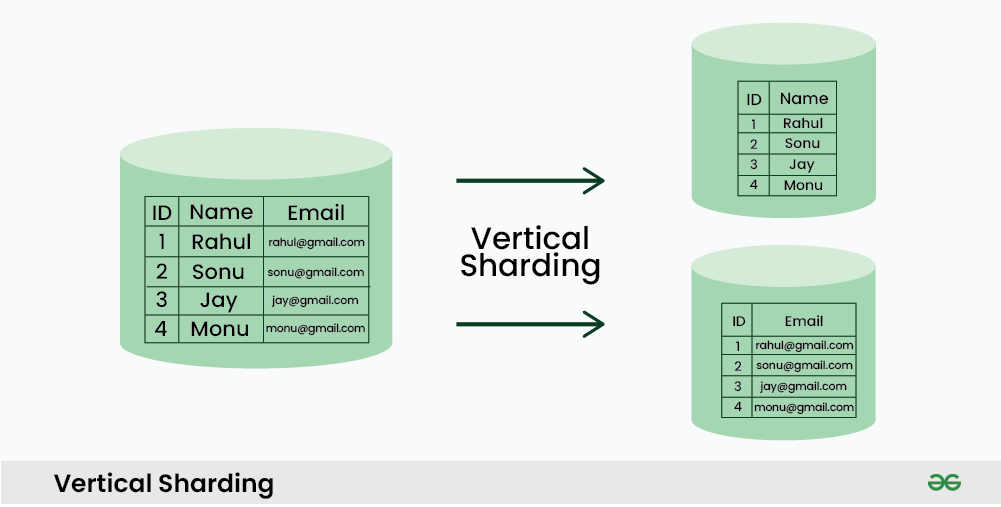 ID Name Email
1 Rahul rahul@gmail.com
2 Sonu sonu@gmail.com
3 Jay jay@gmail.com
4 Monu monu@gmail.com
Vertical
Sharding
ID Name
1 Rahul
2 Sonu
3 Jay
4 Monu
ID Email
1 rahul@gmail.com
2 sonu@gmail.com
3 jay@gmail.com
4 monu@gmail.com
Vertical Sharding